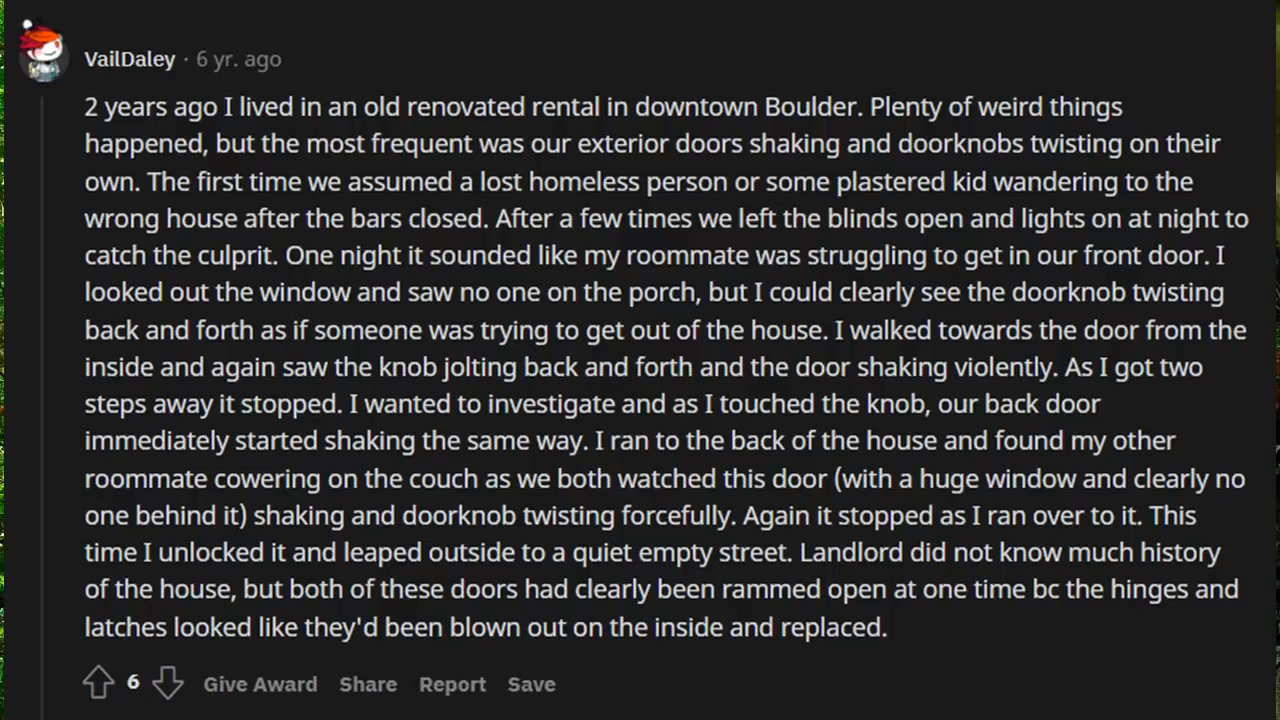 VailDaley · 6 yr. ago
2 years ago I lived in an old renovated rental in downtown Boulder. Plenty of weird things
happened, but the most frequent was our exterior doors shaking and doorknobs twisting on their
own. The first time we assumed a lost homeless person or some plastered kid wandering to the
wrong house after the bars closed. After a few times we left the blinds open and lights on at night to
catch the culprit. One night it sounded like my roommate was struggling to get in our front door. I
looked out the window and saw no one on the porch, but I could clearly see the doorknob twisting
back and forth as if someone was trying to get out of the house. I walked towards the door from the
inside and again saw the knob jolting back and forth and the door shaking violently. As I got two
steps away it stopped. I wanted to investigate and as I touched the knob, our back door
immediately started shaking the same way. I ran to the back of the house and found my other
roommate cowering on the couch as we both watched this door (with a huge window and clearly no
one behind it) shaking and doorknob twisting forcefully. Again it stopped as I ran over to it. This
time I unlocked it and leaped outside to a quiet empty street. Landlord did not know much history
of the house, but both of these doors had clearly been rammed open at one time bc the hinges and
latches looked like they'd been blown out on the inside and replaced.
6 Give Award Share Report Save